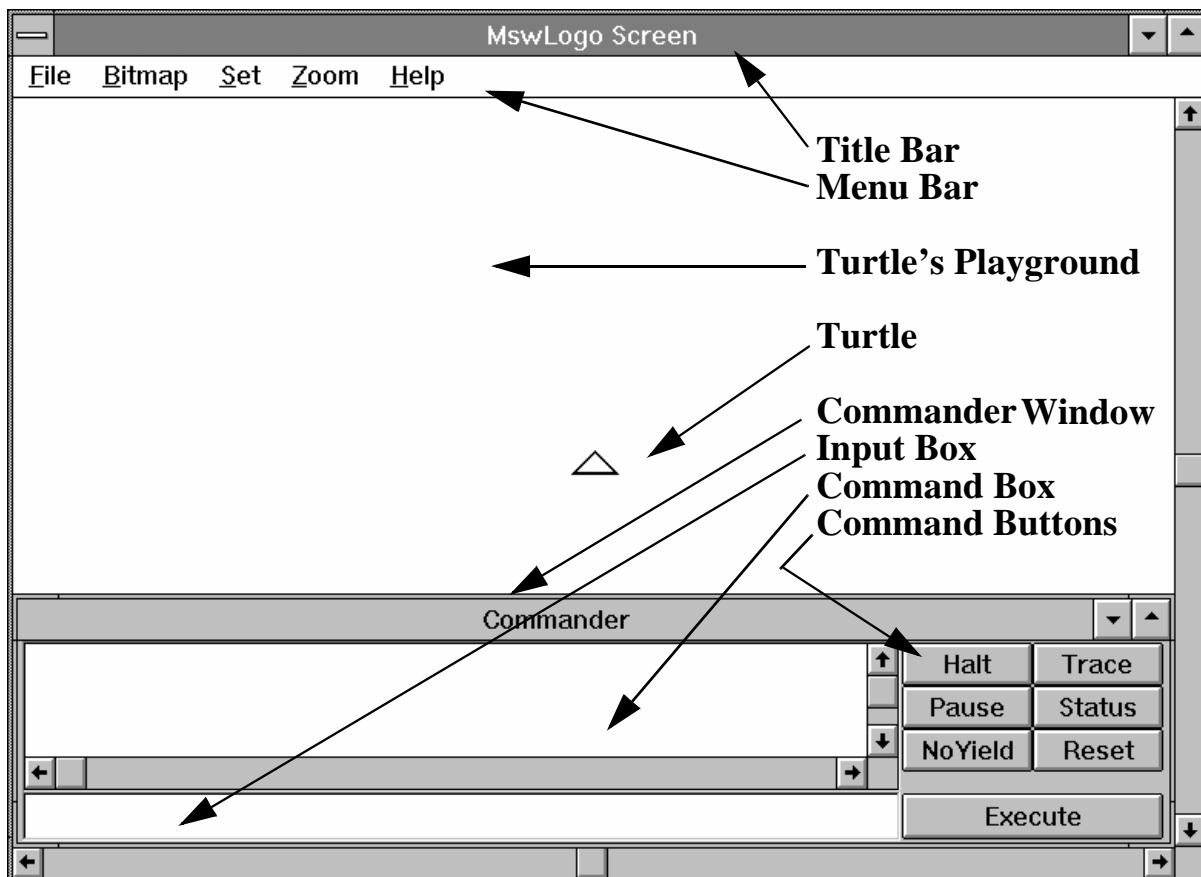 MswLogo Screen
File Bitmap Set Zoom Help
Title Bar
Menu Bar
Turtle's Playground
Turtle
Commander Window
Input Box
Command Box
Command Buttons
Commander
Halt Trace
Pause Status
NoYield Reset
Execute